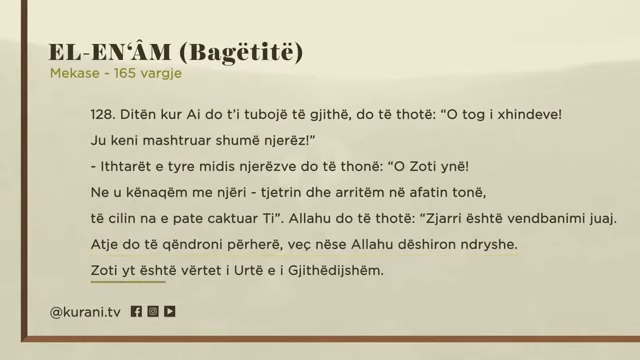 EL-EN‘ÂM (Bagëtitë)
Mekase - 165 vargje
128. Ditën kur Ai do t’i tubojë të gjithë, do të thotë: “O tog i xhindeve!
Ju keni mashtruar shumë njerëz!”
- Ithtarët e tyre midis njerëzve do të thonë: “O Zoti ynë!
Ne u kënaqëm me njëri - tjetrin dhe arritëm në afatin tonë,
të cilin na e pate caktuar Ti”. Allahu do të thotë: “Zjarri është vendbanimi juaj.
Atje do të qëndroni përherë, veç nëse Allahu dëshiron ndryshe.
Zoti yt është vërtet i Urtë e i Gjithëdijshëm.
@kurani.tv